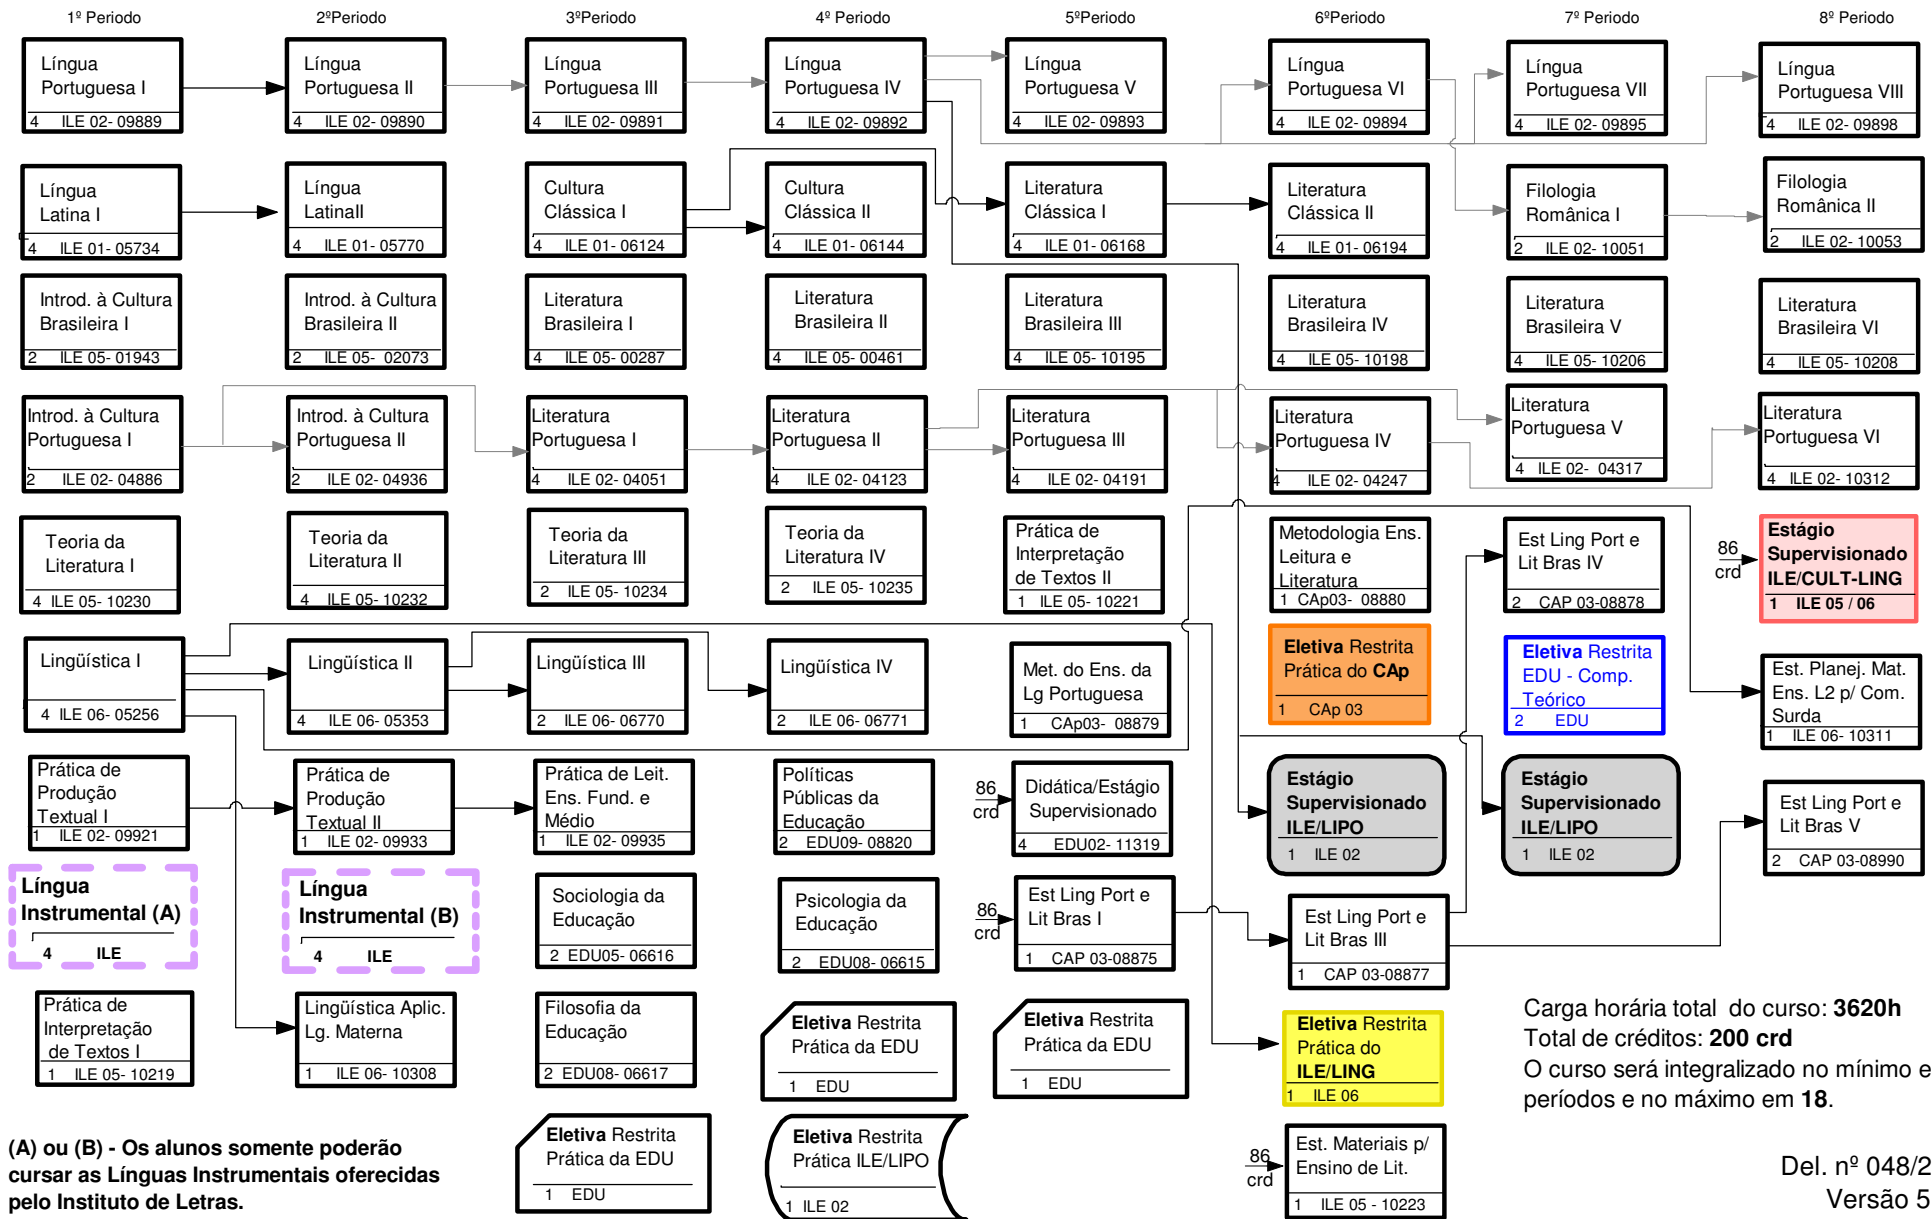 1º Periodo
2ºPeriodo
3ºPeriodo
4º Periodo
5ºPeriodo
6ºPeriodo
7º Periodo
8º Periodo
Língua
Portuguesa I
4 ILE 02- 09889
Língua
Portuguesa II
4 ILE 02- 09890
Língua
Portuguesa III
4 ILE 02- 09891
Língua
Portuguesa IV
4 ILE 02- 09892
Língua
Portuguesa V
4 ILE 02- 09893
Língua
Portuguesa VI
4 ILE 02- 09894
Língua
Portuguesa VII
4 ILE 02- 09895
Língua
Portuguesa VIII
4 ILE 02- 09898
Língua
Latina I
4 ILE 01- 05734
Língua
LatinaII
4 ILE 01- 05770
Cultura
Clássica I
4 ILE 01- 06124
Cultura
Clássica II
4 ILE 01- 06144
Literatura
Clássica I
4 ILE 01- 06168
Literatura
Clássica II
4 ILE 01- 06194
Filologia
Românica I
2 ILE 02- 10051
Filologia
Românica II
2 ILE 02- 10053
Introd. à Cultura
Brasileira I
2 ILE 05- 01943
Introd. à Cultura
Brasileira II
2 ILE 05- 02073
Literatura
Brasileira I
4 ILE 05- 00287
Literatura
Brasileira II
4 ILE 05- 00461
Literatura
Brasileira III
4 ILE 05- 10195
Literatura
Brasileira IV
4 ILE 05- 10198
Literatura
Brasileira V
4 ILE 05- 10206
Literatura
Brasileira VI
4 ILE 05- 10208
Introd. à Cultura
Portuguesa I
2 ILE 02- 04886
Introd. à Cultura
Portuguesa II
2 ILE 02- 04936
Literatura
Portuguesa I
4 ILE 02- 04051
Literatura
Portuguesa II
4 ILE 02- 04123
Literatura
Portuguesa III
4 ILE 02- 04191
Literatura
Portuguesa IV
4 ILE 02- 04247
Literatura
Portuguesa V
4 ILE 02- 04317
Literatura
Portuguesa VI
4 ILE 02- 10312
Teoria da
Literatura I
4 ILE 05- 10230
Teoria da
Literatura II
4 ILE 05- 10232
Teoria da
Literatura III
2 ILE 05- 10234
Teoria da
Literatura IV
2 ILE 05- 10235
Prática de
Interpretação
de Textos II
1 ILE 05- 10221
Metodologia Ens.
Leitura e
Literatura
1 CAp03- 08880
Est Ling Port e
Lit Bras IV
2 CAP 03-08878
86
crd
Estágio
Supervisionado
ILE/CULT-LING
1 ILE 05 / 06
Lingüística I
4 ILE 06- 05256
Lingüística II
4 ILE 06- 05353
Lingüística III
2 ILE 06- 06770
Lingüística IV
2 ILE 06- 06771
Met. do Ens. da
Lg Portuguesa
1 CAp03- 08879
Eletiva Restrita
Prática do CAp
1 CAp 03
Eletiva Restrita
EDU - Comp.
Teórico
2 EDU
Est. Planej. Mat.
Ens. L2 p/ Com.
Surda
1 ILE 06- 10311
Prática de
Produção
Textual I
1 ILE 02- 09921
Prática de
Produção
Textual II
1 ILE 02- 09933
Prática de Leit.
Ens. Fund. e
Médio
1 ILE 02- 09935
Políticas
Públicas da
Educação
2 EDU09- 08820
86
crd
Didática/Estágio
Supervisionado
4 EDU02- 11319
Estágio
Supervisionado
ILE/LIPO
1 ILE 02
Estágio
Supervisionado
ILE/LIPO
1 ILE 02
Est Ling Port e
Lit Bras V
2 CAP 03-08990
Língua
Instrumental (A)
4 ILE
Língua
Instrumental (B)
4 ILE
Sociologia da
Educação
2 EDU05- 06616
Psicologia da
Educação
2 EDU08- 06615
86
crd
Est Ling Port e
Lit Bras I
1 CAP 03-08875
Est Ling Port e
Lit Bras III
1 CAP 03-08877
Prática de
Interpretação
de Textos I
1 ILE 05- 10219
Lingüística Aplic.
Lg. Materna
1 ILE 06- 10308
Filosofia da
Educação
2 EDU08- 06617
Eletiva Restrita
Prática da EDU
1 EDU
Eletiva Restrita
Prática da EDU
1 EDU
Eletiva Restrita
Prática do
ILE/LING
1 ILE 06
Carga horária total do curso: 3620h
Total de créditos: 200 crd
O curso será integralizado no mínimo e
períodos e no máximo em 18.
(A) ou (B) - Os alunos somente poderão
cursar as Línguas Instrumentais oferecidas
pelo Instituto de Letras.
Eletiva Restrita
Prática da EDU
1 EDU
Eletiva Restrita
Prática ILE/LIPO
1 ILE 02
86
crd
Est. Materiais p/
Ensino de Lit.
1 ILE 05 - 10223
Del. nº 048/2
Versão 5